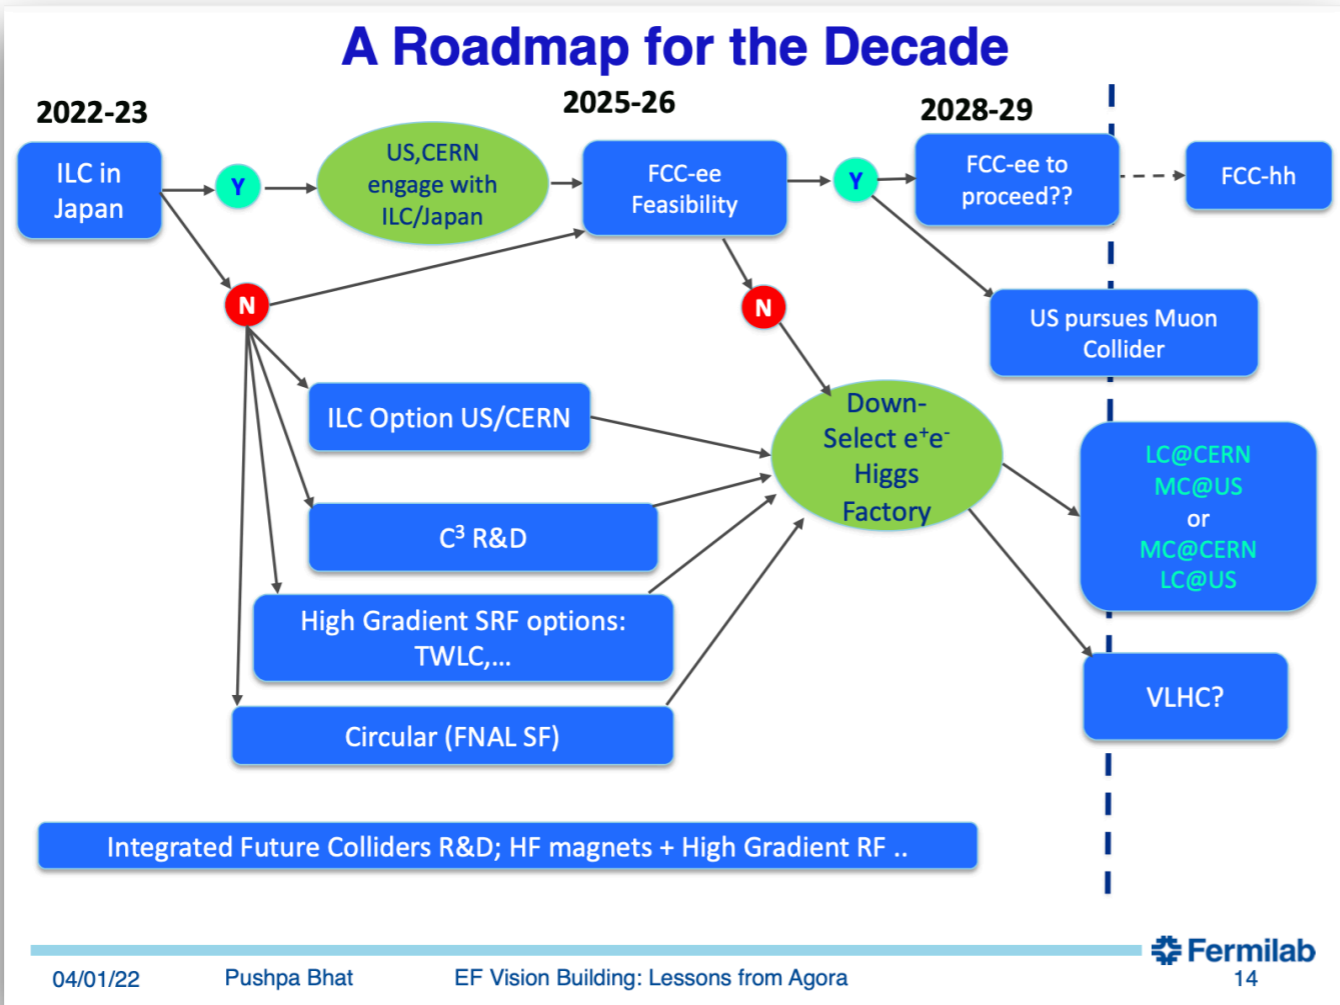 A Roadmap for the Decade
2022-23
2025-26
2028-29
ILC in
Japan
Y
US,CERN
engage with
ILC/Japan
FCC-ee
Feasibility
Y
FCC-ee to
proceed??
FCC-hh
N
N
US pursues Muon
Collider
ILC Option US/CERN
Down-
Select e⁺e⁻
Higgs
Factory
LC@CERN
MC@US
or
MC@CERN
LC@US
C³ R&D
High Gradient SRF options:
TWLC,...
Circular (FNAL SF)
VLHC?
Integrated Future Colliders R&D; HF magnets + High Gradient RF ..
Fermilab
04/01/22
Pushpa Bhat
EF Vision Building: Lessons from Agora
14